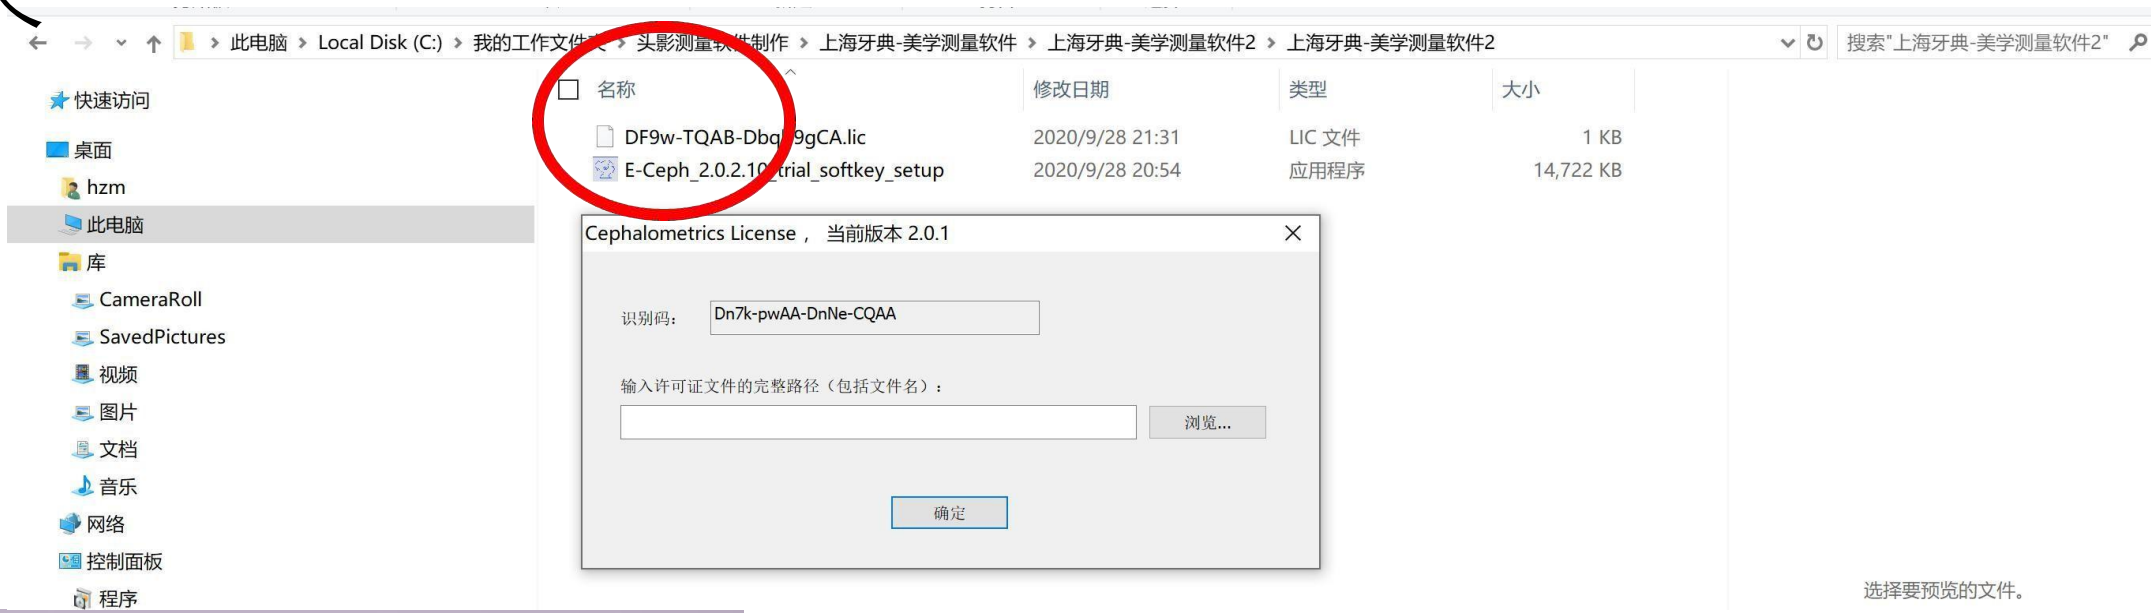 此电脑 > Local Disk (C:) > 我的工作文件夹 > 头影测量软件制作 > 上海牙典-美学测量软件 > 上海牙典-美学测量软件2 > 上海牙典-美学测量软件2
搜索"上海牙典-美学测量软件2"
快速访问
桌面
hzm
此电脑
库
CameraRoll
SavedPictures
视频
图片
文档
音乐
网络
控制面板
程序
名称 修改日期 类型 大小
2020/9/28 21:31 LIC 文件 1 KB
E-Ceph_2.0.2.10_trial_softkey_setup 2020/9/28 20:54 应用程序 14,722 KB
Cephalometrics License， 当前版本 2.0.1
识别码： Dn7k-pwAA-DnNe-CQAA
输入许可证文件的完整路径（包括文件名）：
浏览...
确定
选择要预览的文件。